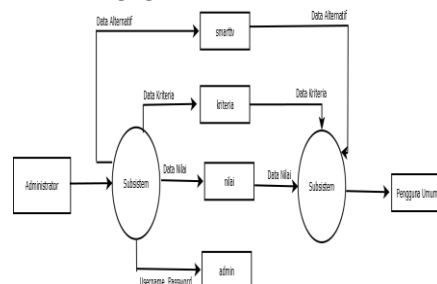 Data Alternatif
Data Alternatif
smarttv
Data Kriteria
kriteria
Data Kriteria
Administrator
Subsistem
Data Nilai
nilai
Data Nilai
Subsistem
Pengguna Umum
Username, Password
admin